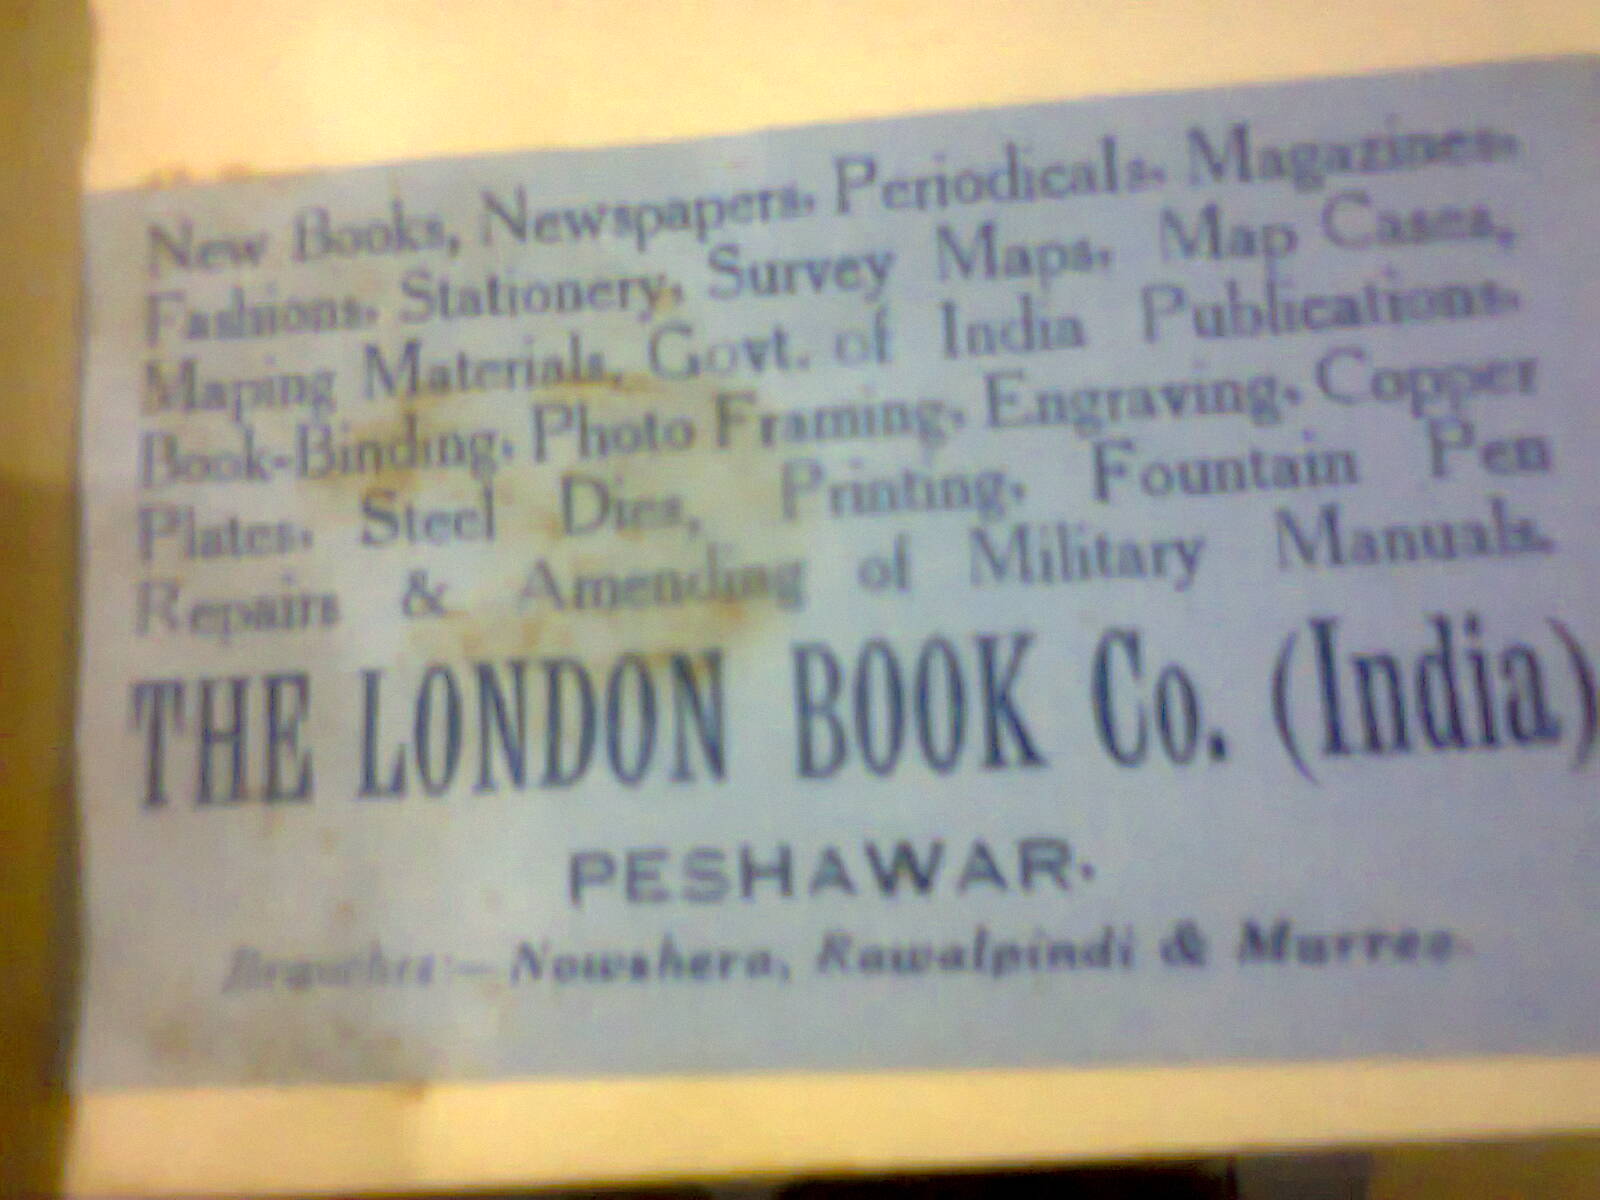 New Books, Newspapers, Periodicals, Magazines,
Fashions, Stationery, Survey Maps, Map Cases,
Maping Materials, Govt. of India Publications,
Book-Binding, Photo Framing, Engraving, Copper
Plates, Steel Dies, Printing, Fountain Pen
Repairs & Amending of Military Manuals.
THE LONDON BOOK Co. (India)
PESHAWAR.
Branches:— Nowshera, Rawalpindi & Murree